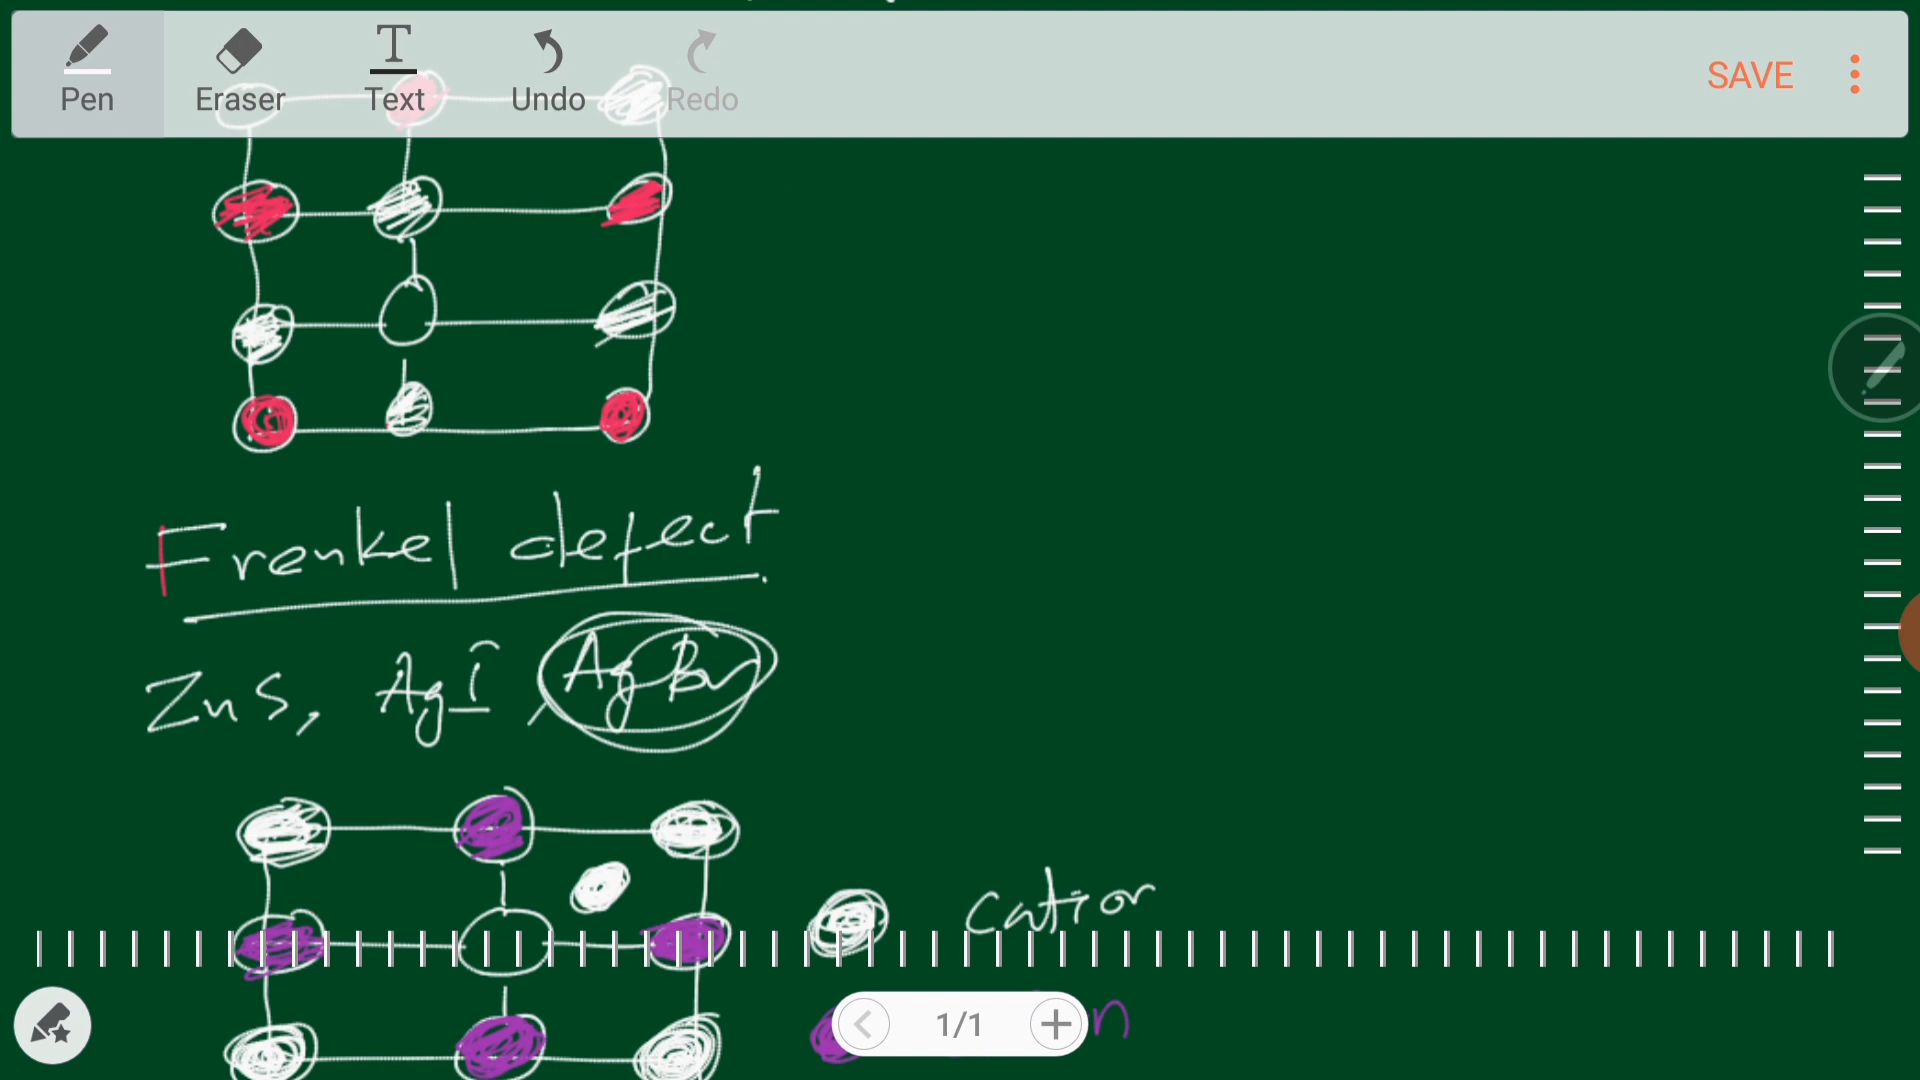 Pen Eraser Text Undo Redo SAVE
Frenkel defect
ZnS, AgI, AgBr
Cation
1/1
n